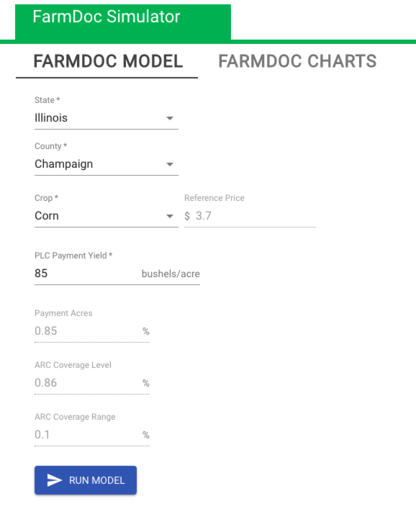 FarmDoc Simulator
FARMDOC MODEL FARMDOC CHARTS
State *
Illinois
County *
Champaign
Crop * Reference Price
Corn $ 3.7
PLC Payment Yield *
85 bushels/acre
Payment Acres
0.85 %
ARC Coverage Level
0.86 %
ARC Coverage Range
0.1 %
RUN MODEL